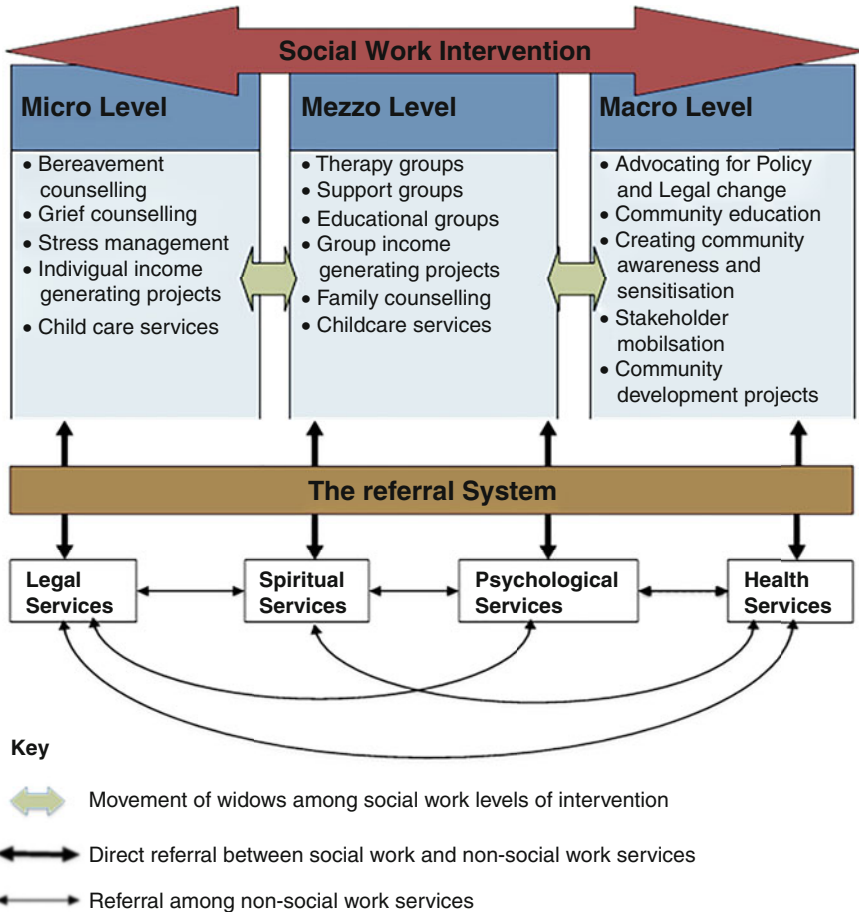 Social Work Intervention
Micro Level
• Bereavement
counselling
• Grief counselling
• Stress management
• Indivigual income
generating projects
• Child care services
Mezzo Level
• Therapy groups
• Support groups
• Educational groups
• Group income
generating projects
• Family counselling
• Childcare services
Macro Level
• Advocating for Policy
and Legal change
• Community education
• Creating community
awareness and
sensitisation
• Stakeholder
mobilsation
• Community
development projects
The referral System
Legal
Services
Spiritual
Services
Psychological
Services
Health
Services
Key
Movement of widows among social work levels of intervention
Direct referral between social work and non-social work services
Referral among non-social work services